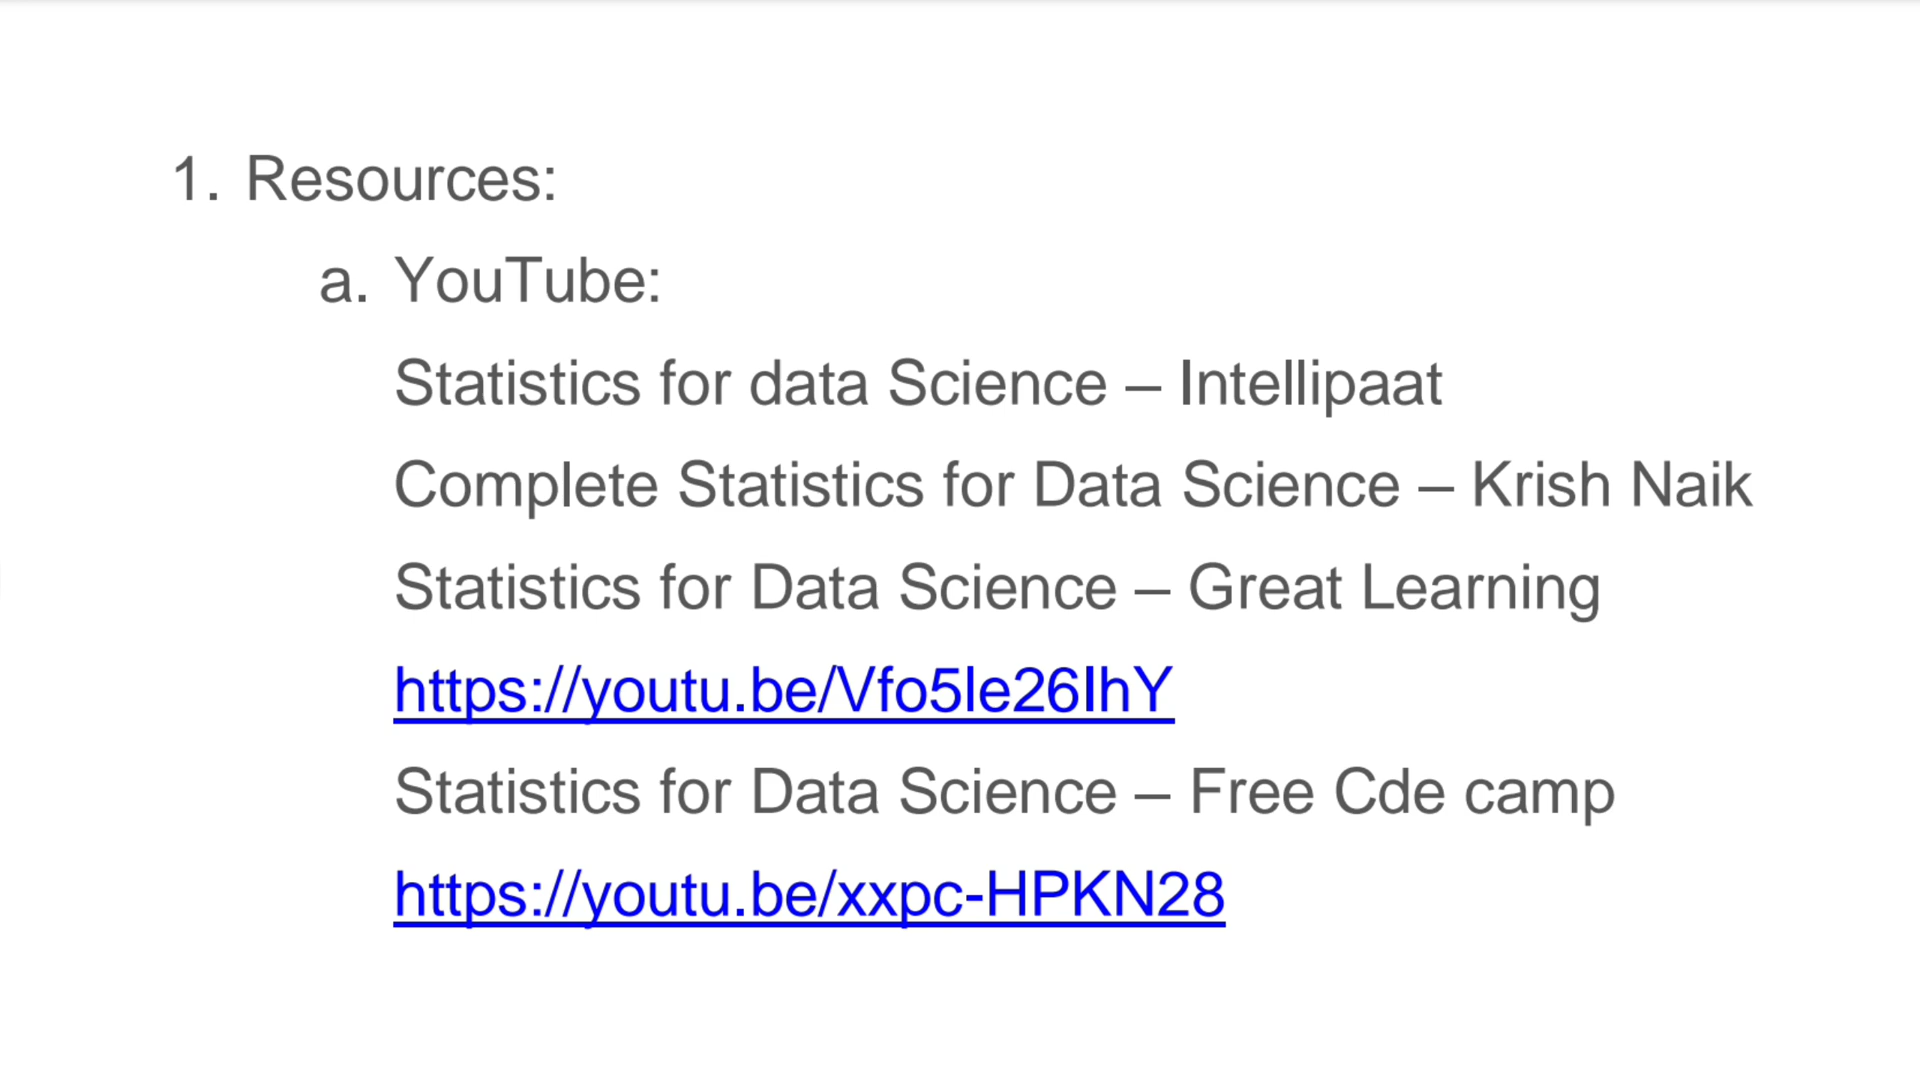 1. Resources:
a. YouTube:
Statistics for data Science – Intellipaat
Complete Statistics for Data Science – Krish Naik
Statistics for Data Science – Great Learning
https://youtu.be/Vfo5le26IhY
Statistics for Data Science – Free Cde camp
https://youtu.be/xxpc-HPKN28